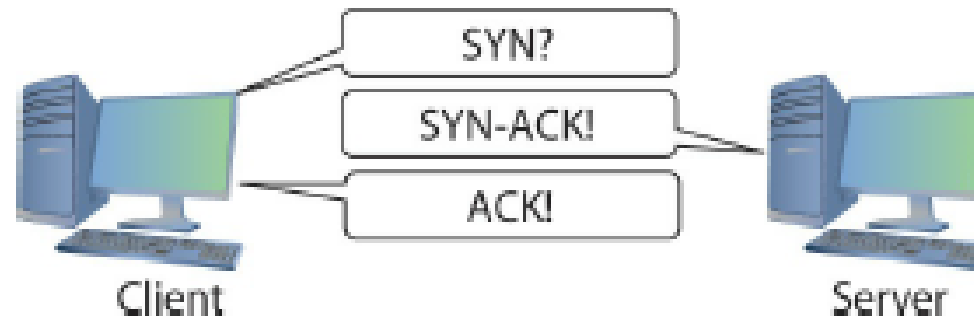 SYN?
SYN-ACK!
ACK!
Client
Server